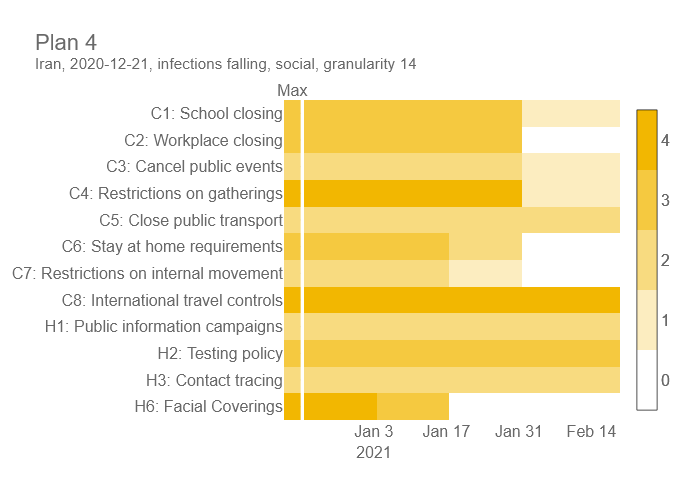 Plan 4
Iran, 2020-12-21, infections falling, social, granularity 14
Max
C1: School closing
C2: Workplace closing
C3: Cancel public events
C4: Restrictions on gatherings
C5: Close public transport
C6: Stay at home requirements
C7: Restrictions on internal movement
C8: International travel controls
H1: Public information campaigns
H2: Testing policy
H3: Contact tracing
H6: Facial Coverings
Jan 3 Jan 17 Jan 31 Feb 14
2021
4
3
2
1
0